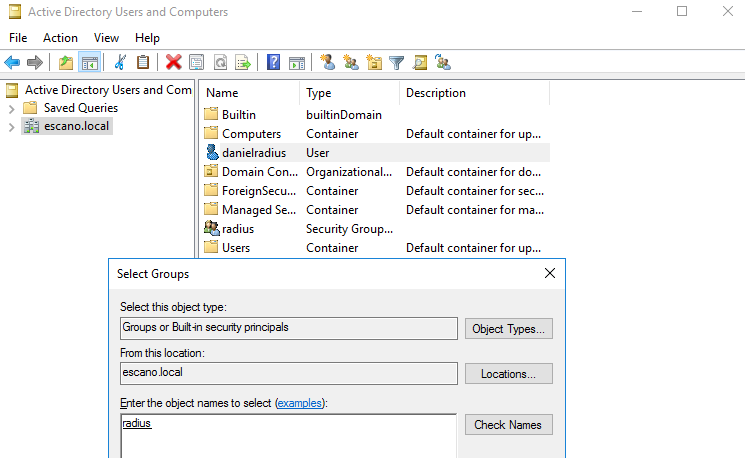 Active Directory Users and Computers
File Action View Help
Active Directory Users and Com
Saved Queries
escano.local
Name Type Description
Builtin builtinDomain
Computers Container Default container for up...
danielradius User
Domain Con... Organizational... Default container for do...
ForeignSecu... Container Default container for sec...
Managed Se... Container Default container for ma...
radius Security Group...
Users Container Default container for up...
Select Groups
Select this object type:
Groups or Built-in security principals Object Types...
From this location:
escano.local Locations...
Enter the object names to select (examples):
radius Check Names